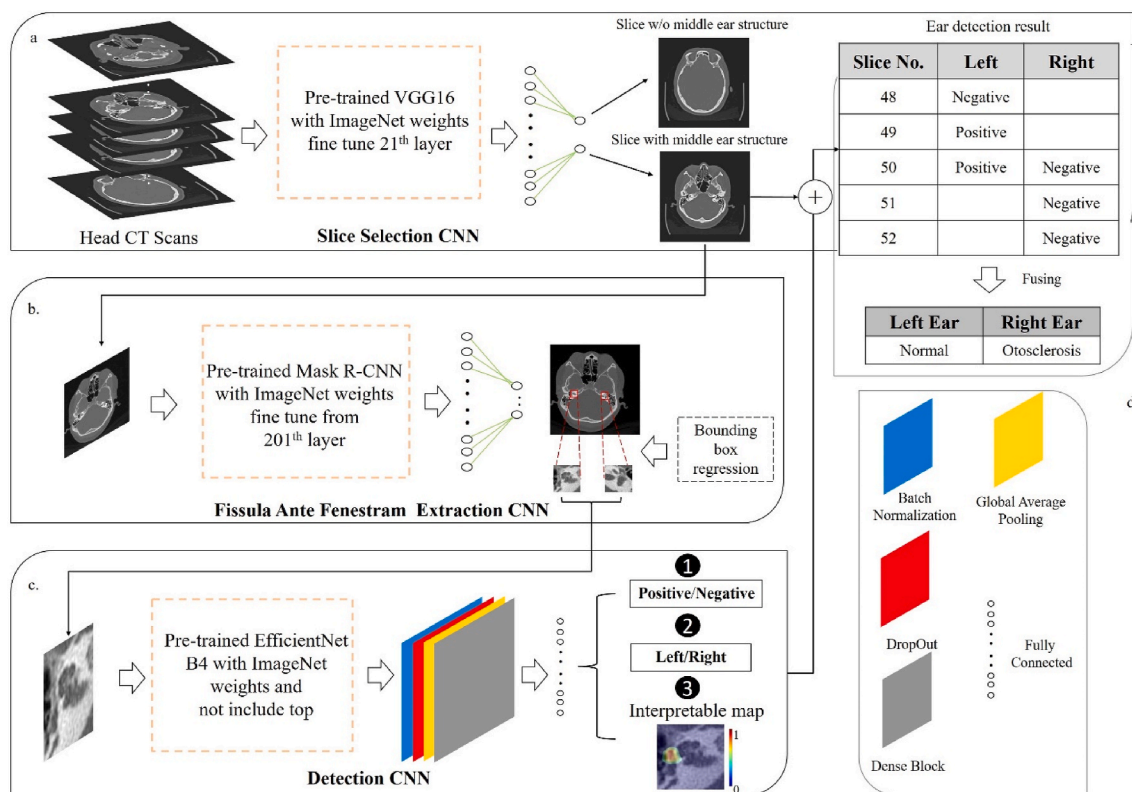 a
Head CT Scans
Pre-trained VGG16
with ImageNet weights
fine tune 21th layer
Slice Selection CNN
Slice w/o middle ear structure
Slice with middle ear structure
+
Ear detection result
Slice No. Left Right
48 Negative
49 Positive
50 Positive Negative
51 Negative
52 Negative
Fusing
Left Ear Right Ear
Normal Otosclerosis
b.
Pre-trained Mask R-CNN
with ImageNet weights
fine tune from
201th layer
Bounding
box
regression
Fissula Ante Fenestram Extraction CNN
c.
Pre-trained EfficientNet
B4 with ImageNet
weights and
not include top
Detection CNN
1
Positive/Negative
2
Left/Right
3
Interpretable map
1
0
d
Batch
Normalization
Global Average
Pooling
DropOut
Fully
Connected
Dense Block